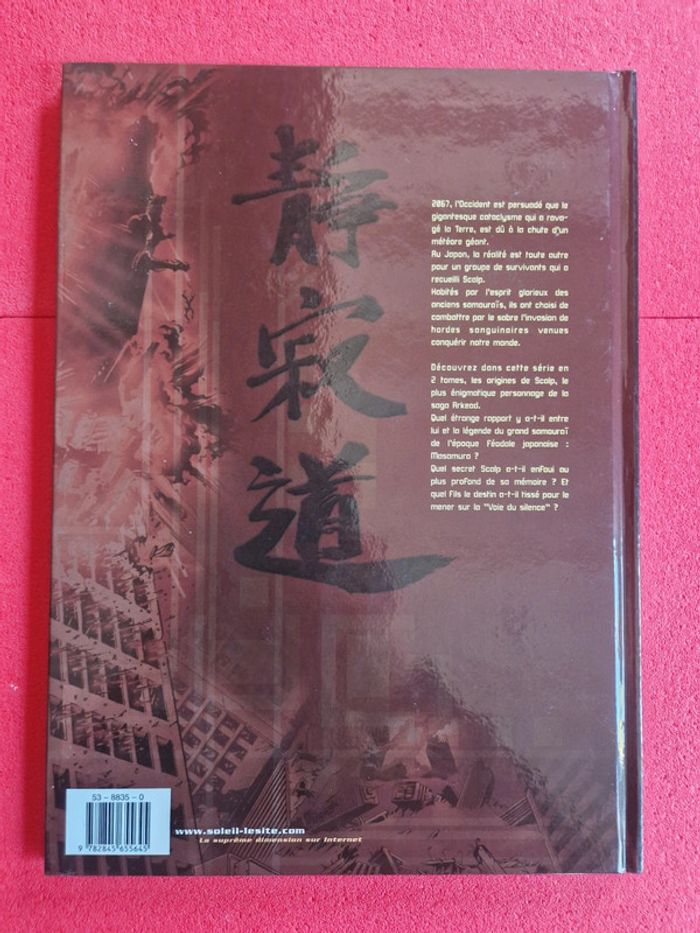 靜
寂
道
2067, l'Occident est persuadé que le
gigantesque cataclysme qui a rava-
gé la Terre, est dû à la chute d'un
météore géant.
Au Japon, la réalité est toute autre
pour un groupe de survivants qui a
recueilli Scalp.
Habités par l'esprit glorieux des
anciens samouraïs, ils ont choisi de
combattre par le sabre l'invasion de
hordes sanguinaires venues
conquérir notre monde.
Découvrez dans cette série en
2 tomes, les origines de Scalp, le
plus énigmatique personnage de la
saga Arkead.
Quel étrange rapport y a-t-il entre
lui et la légende du grand samouraï
de l'époque Féodale japonaise :
Masamura ?
Quel secret Scalp a-t-il enfoui au
plus profond de sa mémoire ? Et
quel Fils le destin a-t-il tissé pour le
mener sur la "Voie du silence" ?
53 – 8835 – 0
9 782845 655645
www.soleil-lesite.com
La suprême dimension sur Internet